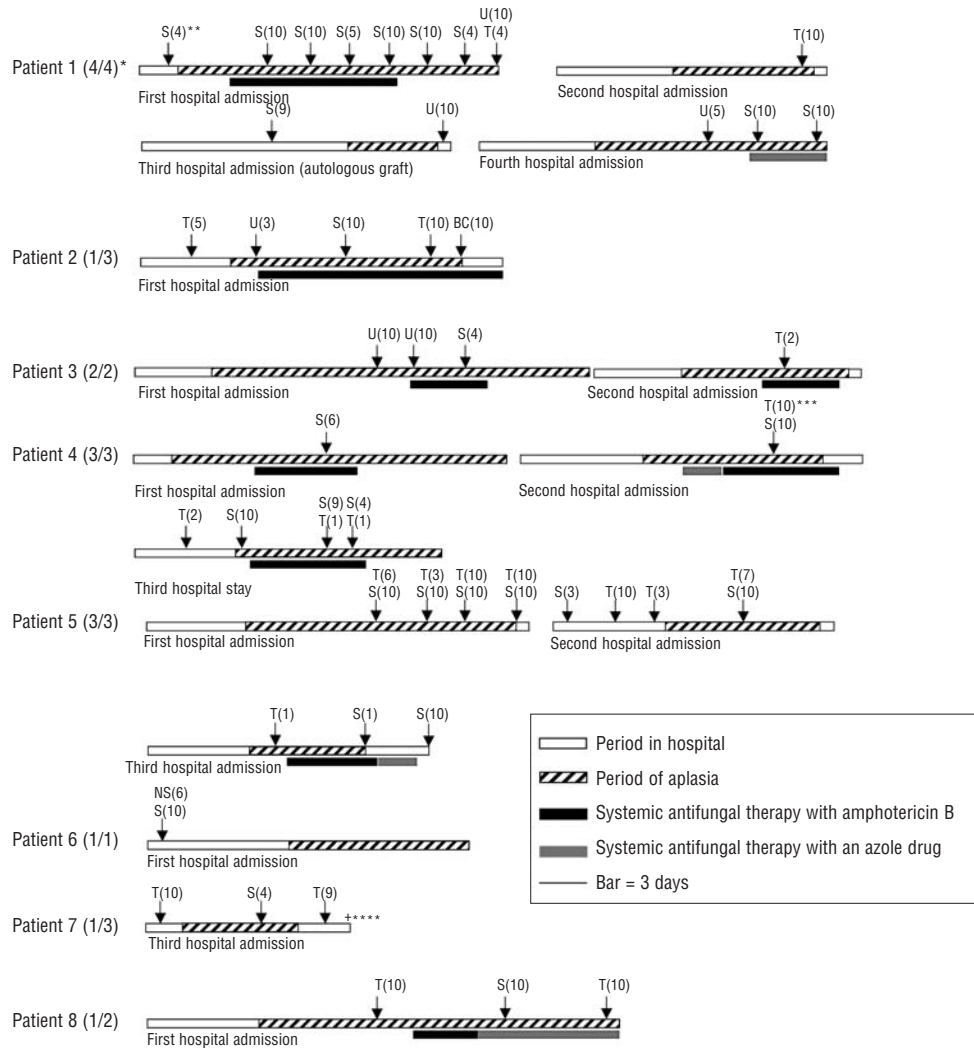 U(10)
S(4)** S(10) S(10) S(5) S(10) S(10) S(4) T(4) T(10)
Patient 1 (4/4)*
First hospital admission Second hospital admission
S(9) U(10) U(5) S(10) S(10)
Third hospital admission (autologous graft) Fourth hospital admission
T(5) U(3) S(10) T(10) BC(10)
Patient 2 (1/3)
First hospital admission
U(10) U(10) S(4) T(2)
Patient 3 (2/2)
First hospital admission Second hospital admission
T(10)***
S(6) S(10)
Patient 4 (3/3)
First hospital admission Second hospital admission
S(9) S(4)
T(2) S(10) T(1) T(1)
Third hospital stay
T(6) T(3) T(10) T(10) T(7)
S(10) S(10) S(10) S(10) S(3) T(10) T(3) S(10)
Patient 5 (3/3)
First hospital admission Second hospital admission
T(1) S(1) S(10)
Third hospital admission
NS(6)
S(10)
Patient 6 (1/1)
First hospital admission
T(10) S(4) T(9)
+****
Patient 7 (1/3)
Third hospital admission
T(10) S(10) T(10)
Patient 8 (1/2)
First hospital admission
Period in hospital
Period of aplasia
Systemic antifungal therapy with amphotericin B
Systemic antifungal therapy with an azole drug
Bar = 3 days